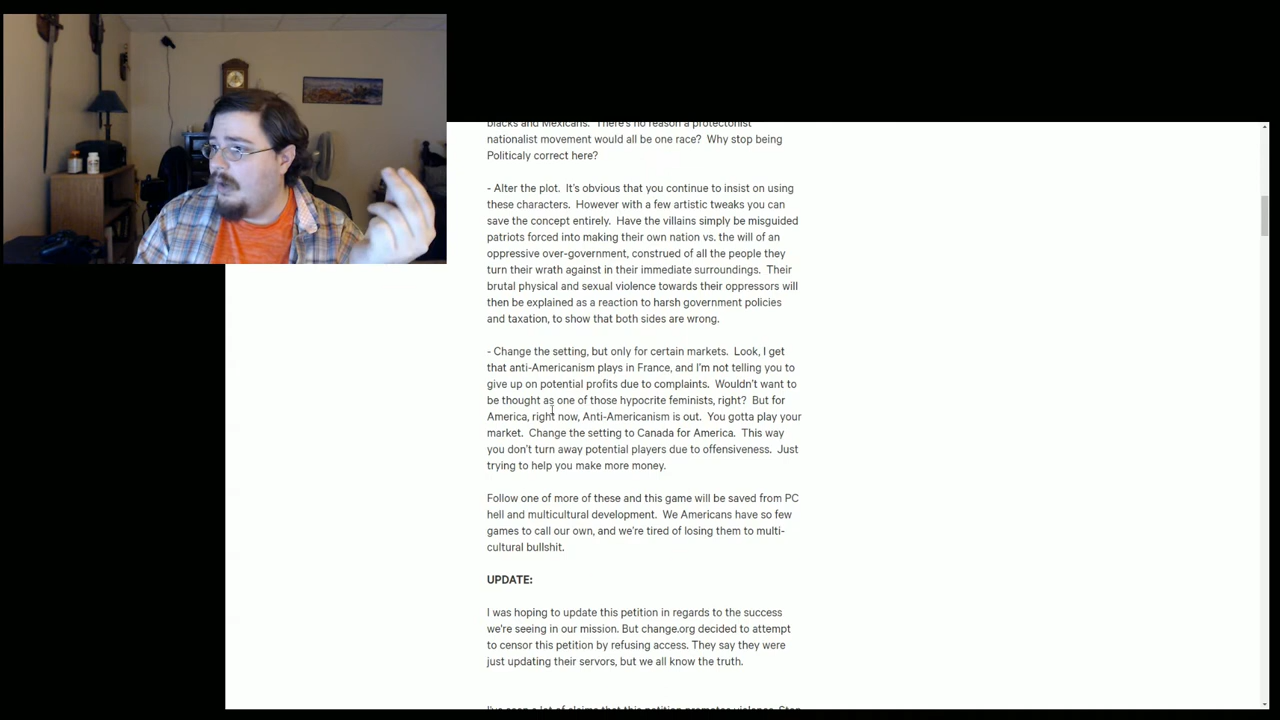 blacks and Mexicans. There's no reason a protectonist
nationalist movement would all be one race? Why stop being
Politicaly correct here?
- Alter the plot. It's obvious that you continue to insist on using
these characters. However with a few artistic tweaks you can
save the concept entirely. Have the villains simply be misguided
patriots forced into making their own nation vs. the will of an
oppressive over-government, construed of all the people they
turn their wrath against in their immediate surroundings. Their
brutal physical and sexual violence towards their oppressors will
then be explained as a reaction to harsh government policies
and taxation, to show that both sides are wrong.
- Change the setting, but only for certain markets. Look, I get
that anti-Americanism plays in France, and I'm not telling you to
give up on potential profits due to complaints. Wouldn't want to
be thought as one of those hypocrite feminists, right? But for
America, right now, Anti-Americanism is out. You gotta play your
market. Change the setting to Canada for America. This way
you don't turn away potential players due to offensiveness. Just
trying to help you make more money.
Follow one of more of these and this game will be saved from PC
hell and multicultural development. We Americans have so few
games to call our own, and we're tired of losing them to multi-
cultural bullshit.
UPDATE:
I was hoping to update this petition in regards to the success
we're seeing in our mission. But change.org decided to attempt
to censor this petition by refusing access. They say they were
just updating their servors, but we all know the truth.
I've seen a lot of claims that this petition promotes violence. Stop